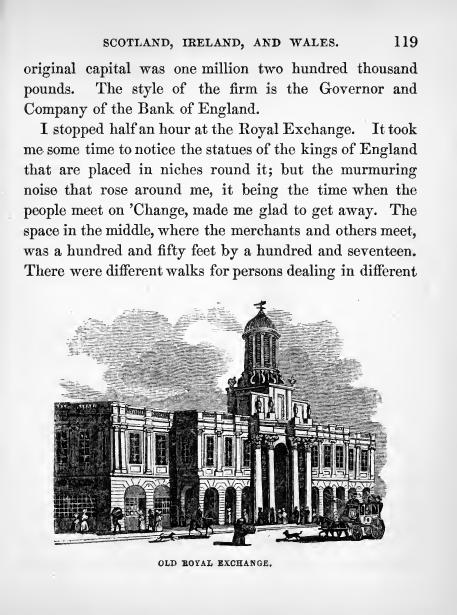 SCOTLAND, IRELAND, AND WALES. 119
original capital was one million two hundred thousand
pounds. The style of the firm is the Governor and
Company of the Bank of England.
I stopped half an hour at the Royal Exchange. It took
me some time to notice the statues of the kings of England
that are placed in niches round it; but the murmuring
noise that rose around me, it being the time when the
people meet on 'Change, made me glad to get away. The
space in the middle, where the merchants and others meet,
was a hundred and fifty feet by a hundred and seventeen.
There were different walks for persons dealing in different
OLD ROYAL EXCHANGE.